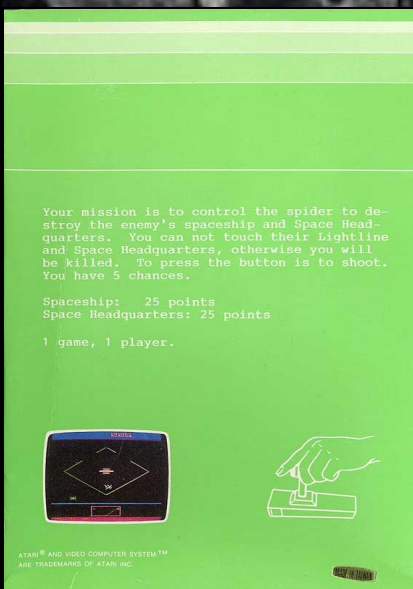 Your mission is to control the spider to de-
stroy the enemy's spaceship and Space Head-
quarters. You can not touch their Lightline
and Space Headquarters, otherwise you will
be killed. To press the button is to shoot.
You have 5 chances.
Spaceship: 25 points
Space Headquarters: 25 points
1 game, 1 player.
ATARI® AND VIDEO COMPUTER SYSTEM™
ARE TRADEMARKS OF ATARI INC.
MADE IN TAIWAN